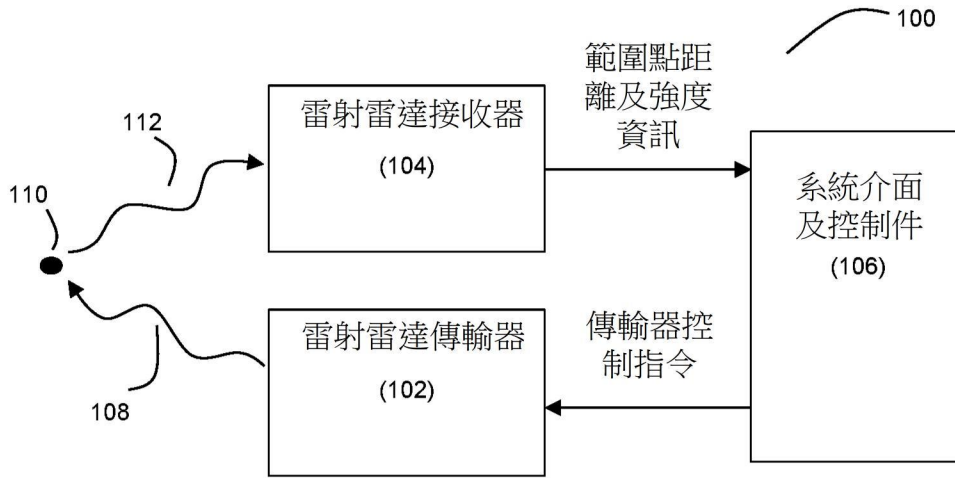 100
範圍點距
離及強度
資訊
雷射雷達接收器
(104)
112
110
系統介面
及控制件
(106)
雷射雷達傳輸器
(102)
傳輸器控
制指令
108